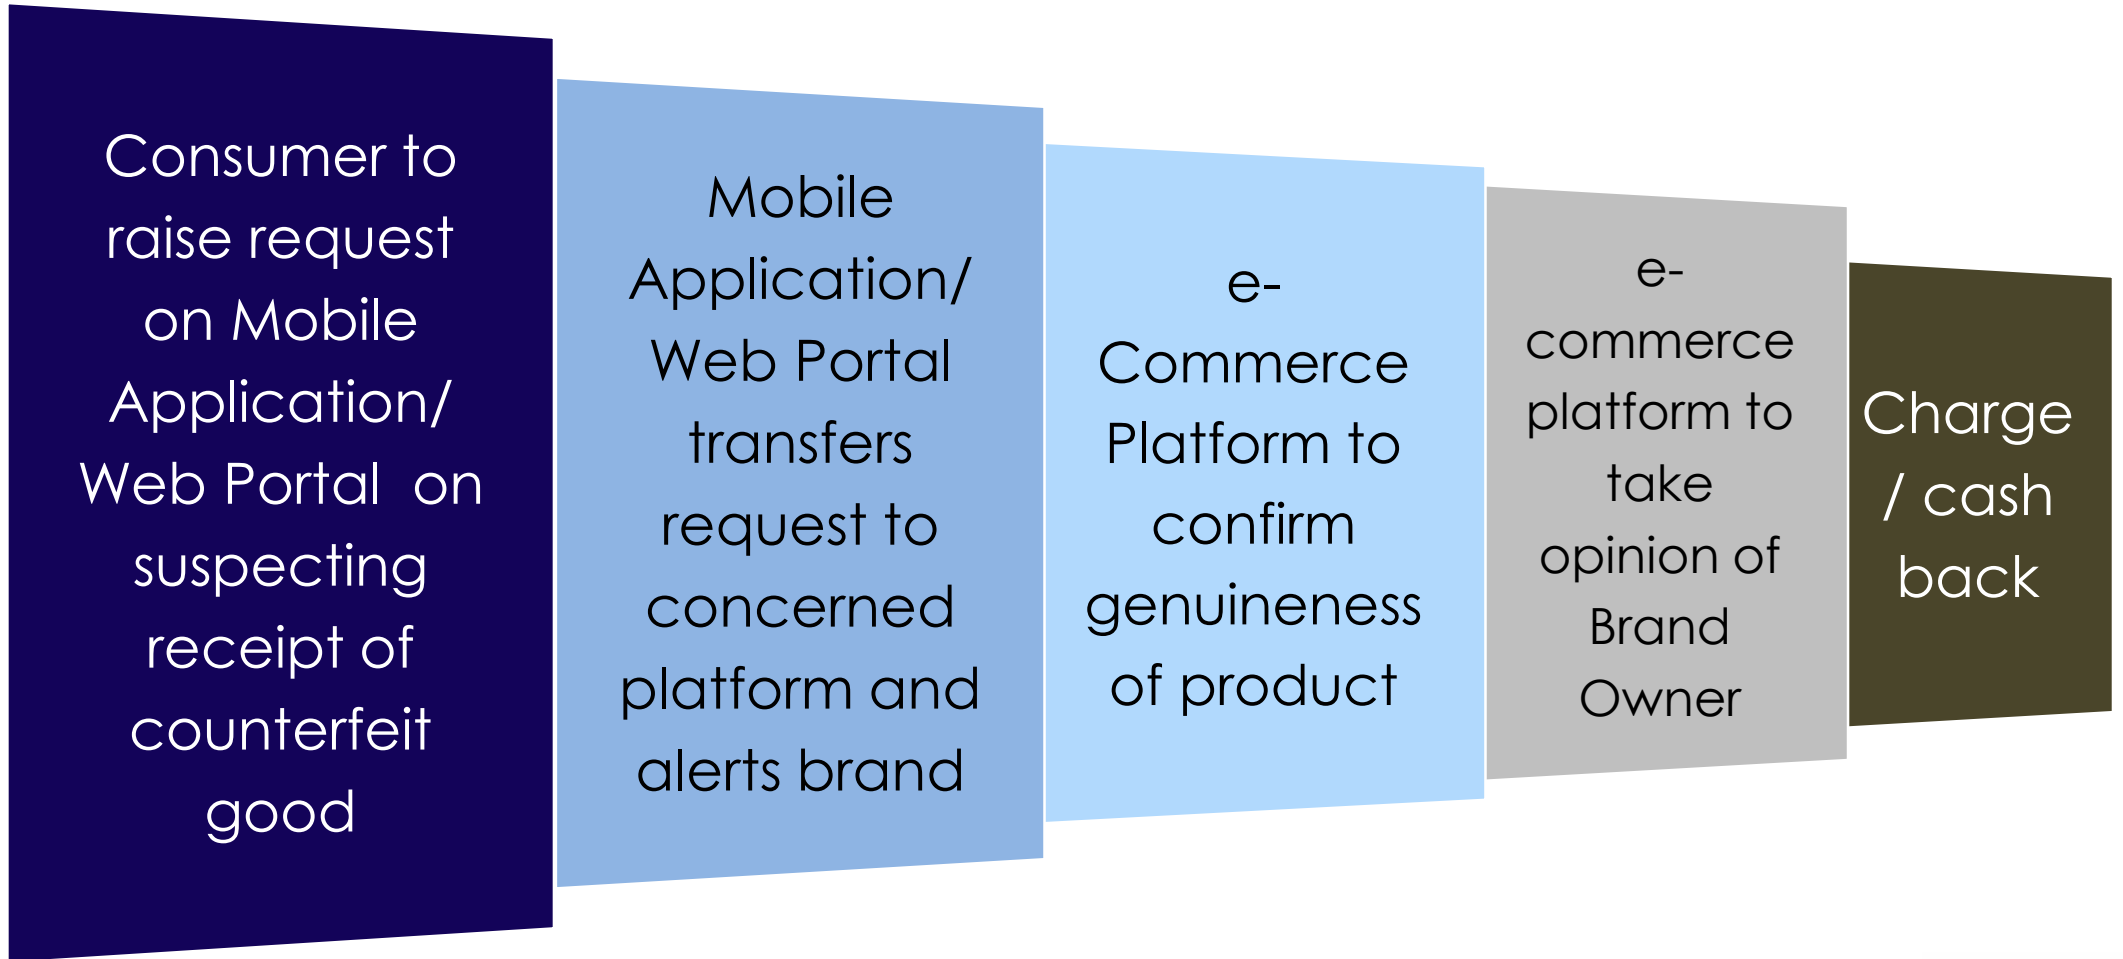 Consumer to
raise request
on Mobile
Application/
Web Portal  on
suspecting
receipt of
counterfeit
good
Mobile
Application/
Web Portal
transfers
request to
concerned
platform and
alerts brand
e-
Commerce
Platform to
confirm
genuineness
of product
e-
commerce
platform to
take
opinion of
Brand
Owner
Charge
/ cash
back